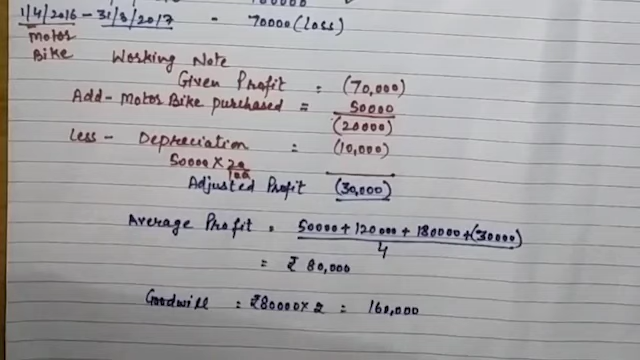 1/4/2016 - 31/3/2017 - 70000 (Loss)
Motor
Bike Working Note
Given Profit : (70,000)
Add - Motor Bike purchased = 50000
(20000)
Less - Depreciation : (10,000)
50000 x 20/100
Adjusted Profit (30,000)
Average Profit = 50000 + 120000 + 180000 + (30000)
4
= ₹ 80,000
Goodwill : ₹80000 x 2 = 160,000